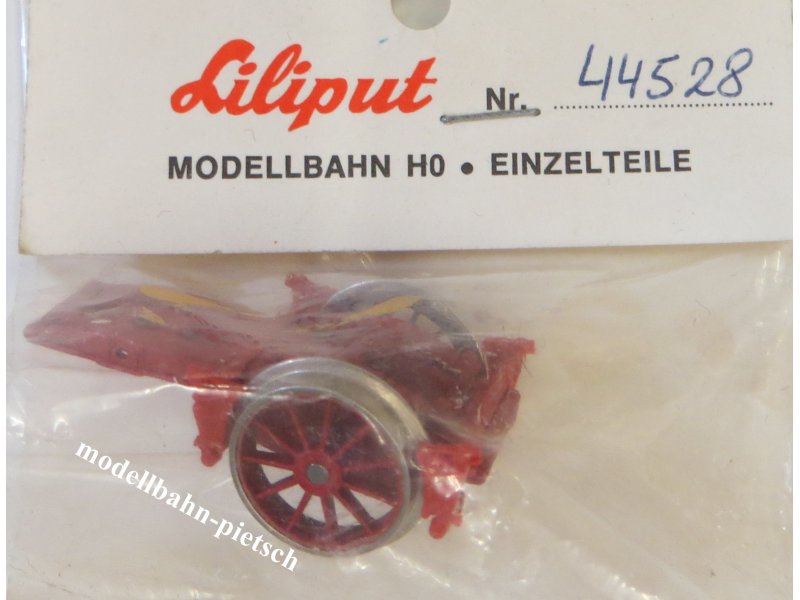 Liliput Nr. 44528
MODELLBAHN H0 • EINZELTEILE
modellbahn-pietsch